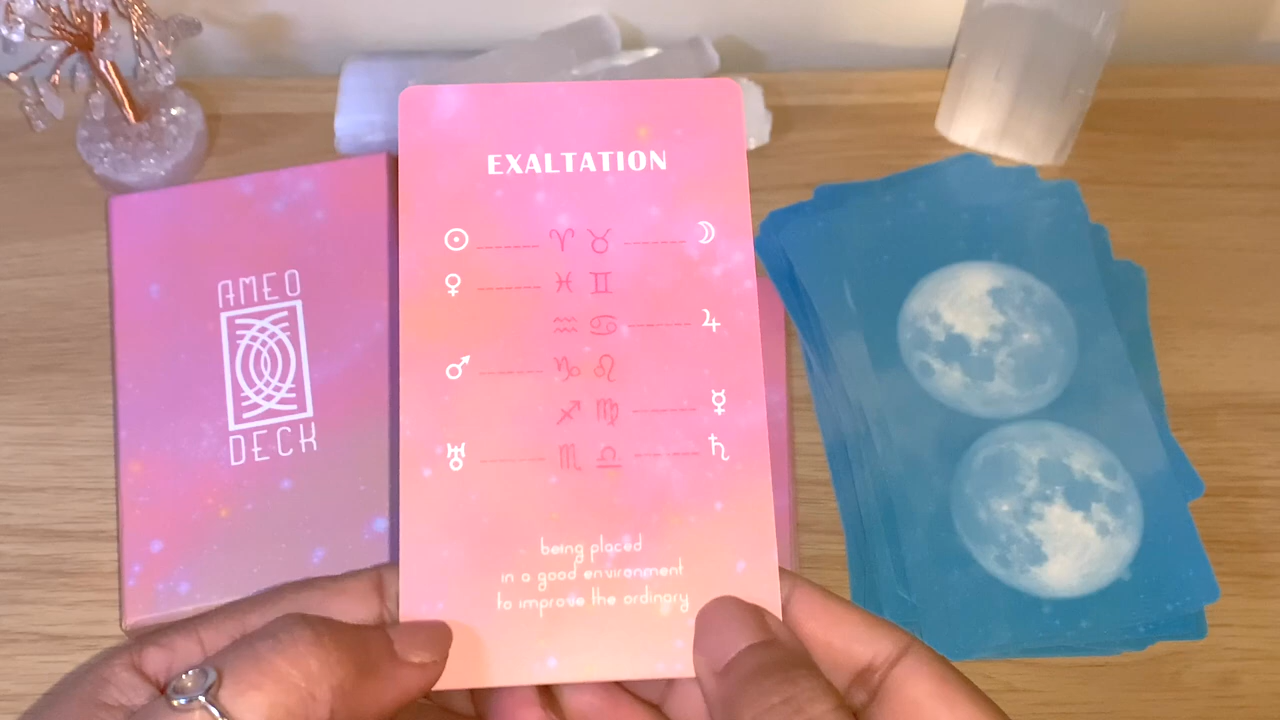 EXALTATION
☉ ------- ♈ ♉ ------- ☽
♀ ------- ♓ ♊
♒ ♋ ------- ♃
♂ ------- ♑ ♌
♐ ♍ ------- ☿
♅ ------- ♏ ♎ ------- ♄
being placed
in a good environment
to improve the ordinary
AMEO
DECK